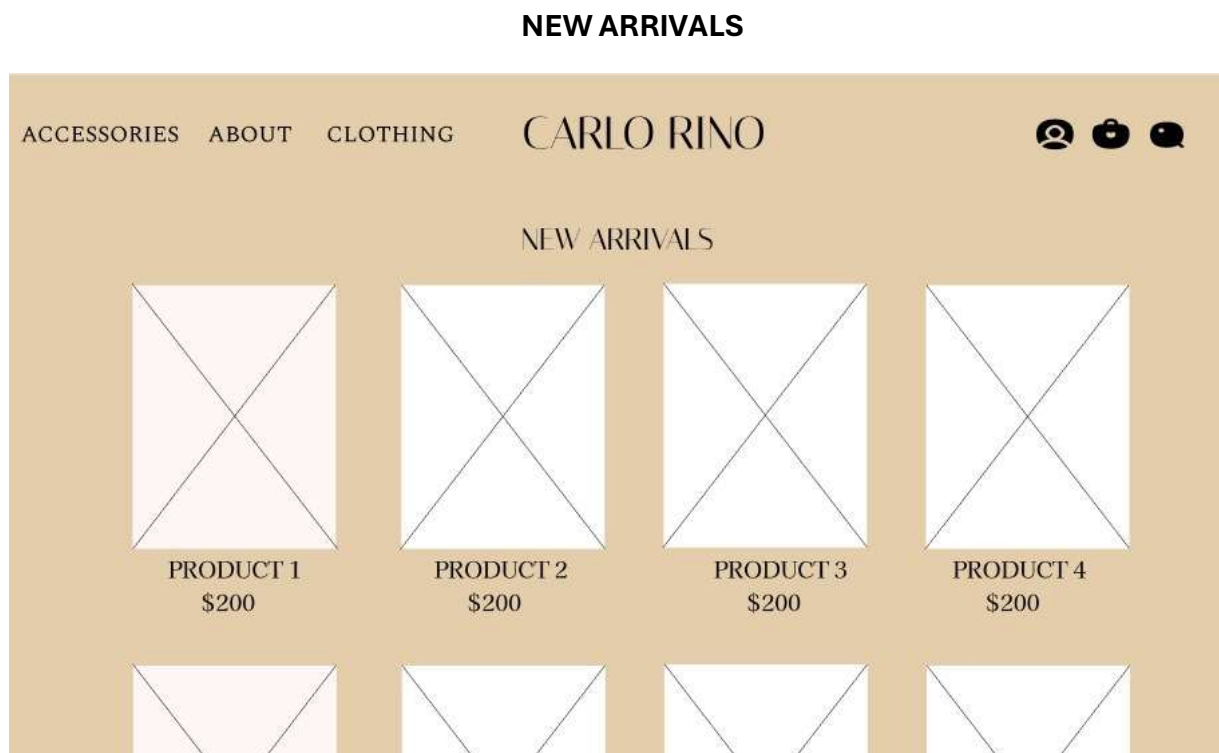 NEW ARRIVALS
ACCESSORIES ABOUT CLOTHING CARLO RINO
NEW ARRIVALS
PRODUCT 1 PRODUCT 2 PRODUCT 3 PRODUCT 4
$200 $200 $200 $200